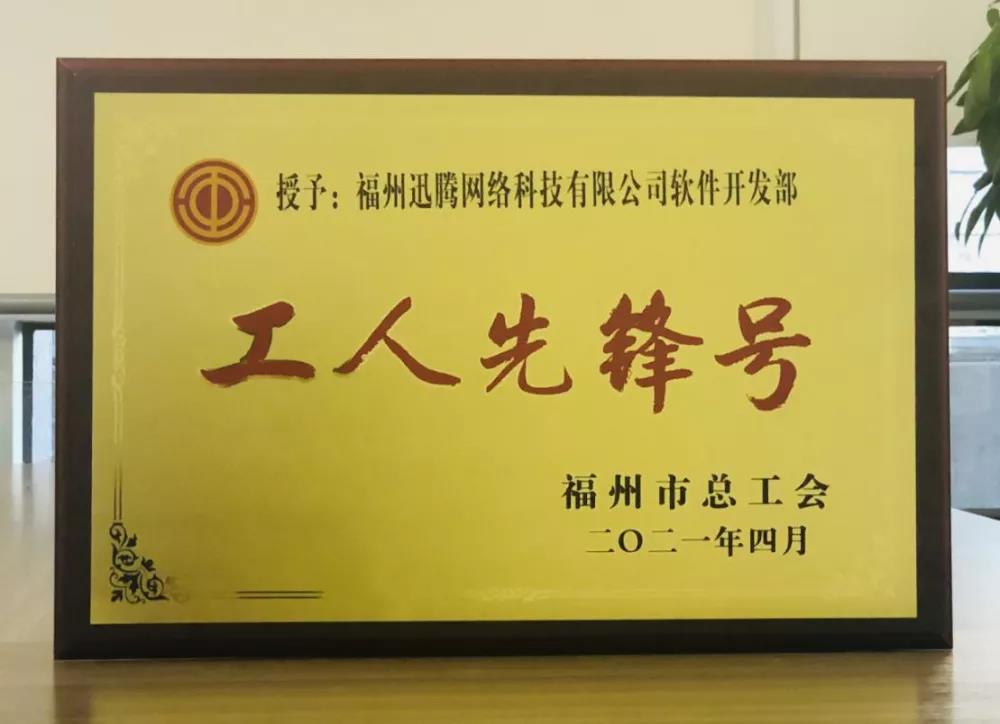 授予：福州迅腾网络科技有限公司软件开发部
工人先锋号
福州市总工会
二〇二一年四月